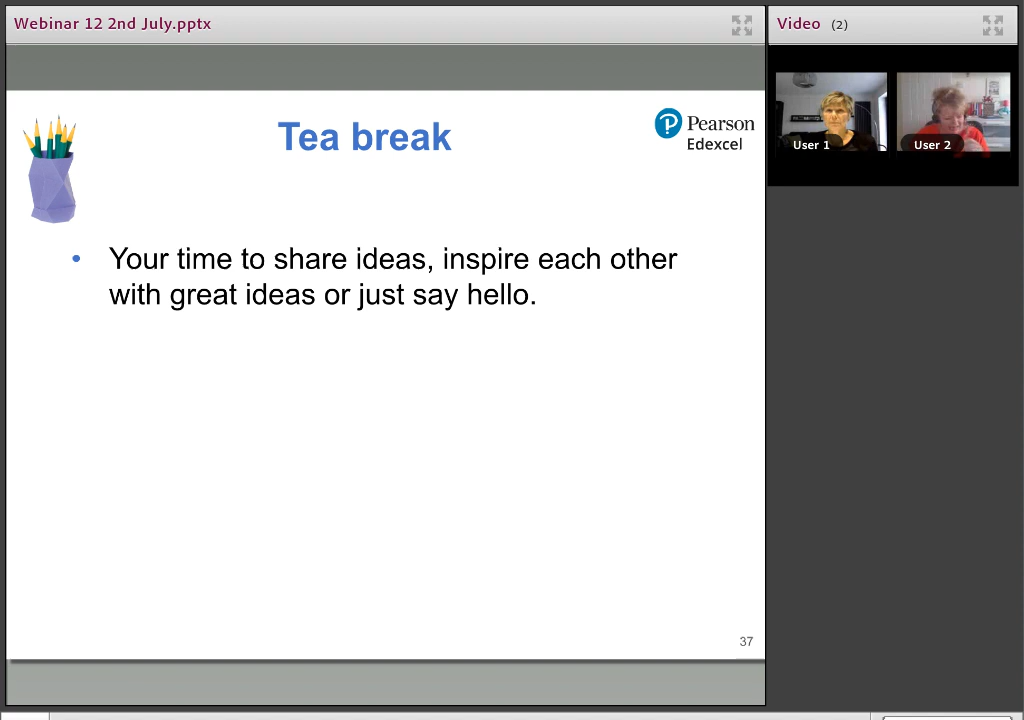 Webinar 12 2nd July.pptx
Video (2)
User 1
User 2
Tea break
Pearson
Edexcel
• Your time to share ideas, inspire each other
with great ideas or just say hello.
37